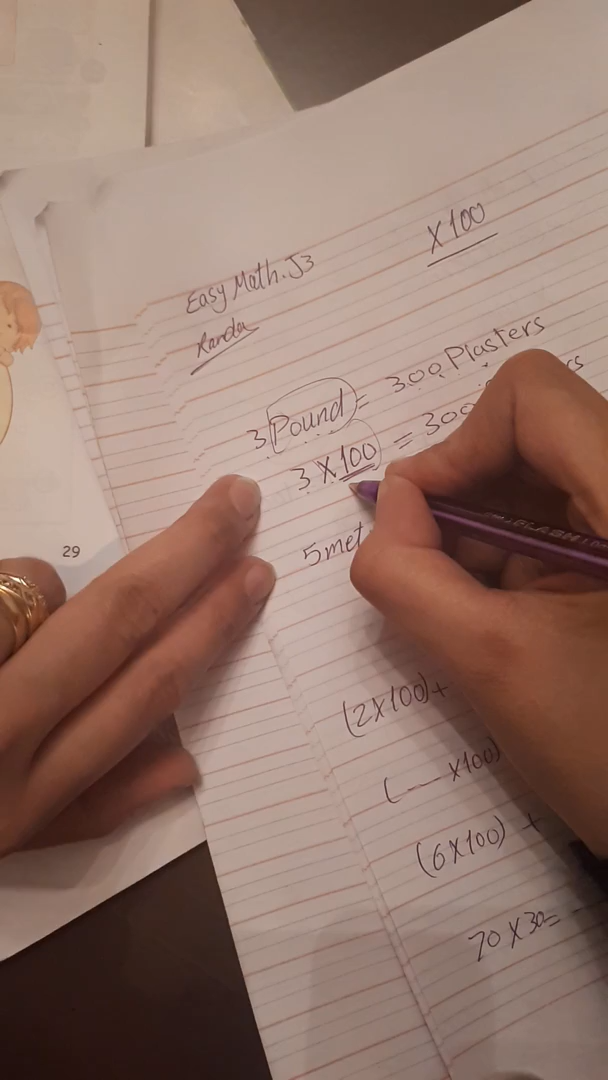 X100
Easy Math.J3
Randa
3 Pound = 300 Plasters
3 X 100 = 300
29
5 met
(2X100)+
(--- X100)
(6X100) +
70 X 30=